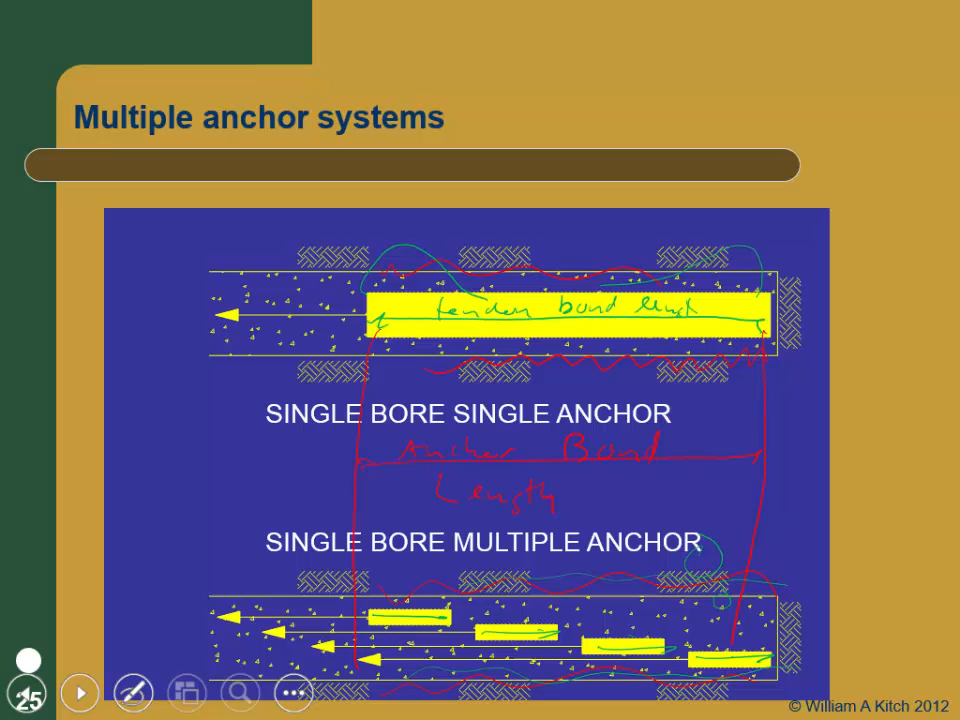 Multiple anchor systems
tendon bond length
SINGLE BORE SINGLE ANCHOR
Anchor Bond
Length
SINGLE BORE MULTIPLE ANCHOR
25
© William A Kitch 2012